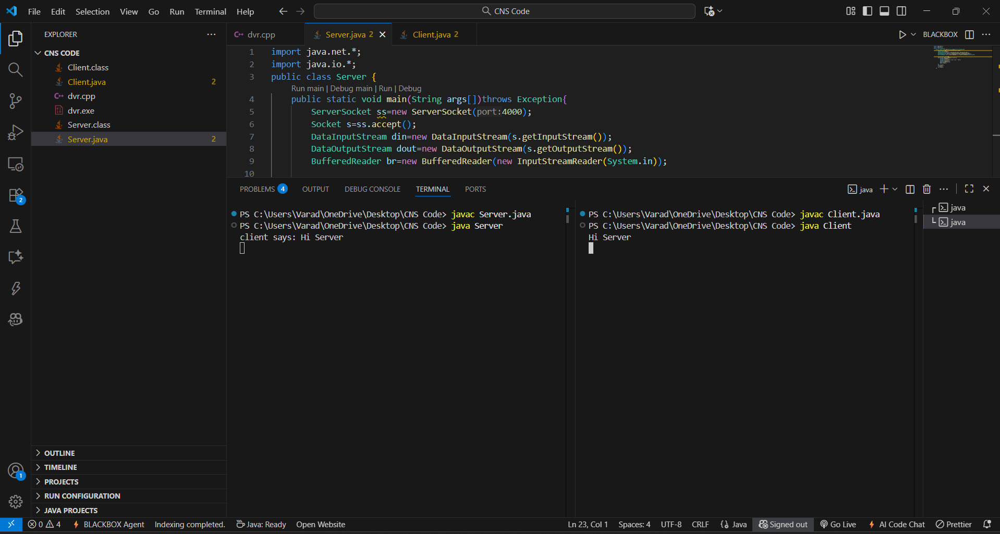 File Edit Selection View Go Run Terminal Help
CNS Code
EXPLORER
CNS CODE
Client.class
Client.java 2
dvr.cpp
dvr.exe
Server.class
Server.java 2
OUTLINE
TIMELINE
PROJECTS
RUN CONFIGURATION
JAVA PROJECTS
2
1
dvr.cpp Server.java 2 Client.java 2
BLACKBOX
1 import java.net.*;
2 import java.io.*;
3 public class Server {
Run main | Debug main | Run | Debug
4 public static void main(String args[])throws Exception{
5 ServerSocket ss=new ServerSocket(port:4000);
6 Socket s=ss.accept();
7 DataInputStream din=new DataInputStream(s.getInputStream());
8 DataOutputStream dout=new DataOutputStream(s.getOutputStream());
9 BufferedReader br=new BufferedReader(new InputStreamReader(System.in));
10
PROBLEMS 4 OUTPUT DEBUG CONSOLE TERMINAL PORTS
java
PS C:\Users\Varad\OneDrive\Desktop\CNS Code> javac Server.java
PS C:\Users\Varad\OneDrive\Desktop\CNS Code> java Server
client says: Hi Server
PS C:\Users\Varad\OneDrive\Desktop\CNS Code> javac Client.java
PS C:\Users\Varad\OneDrive\Desktop\CNS Code> java Client
Hi Server
java
java
0 4 BLACKBOX Agent Indexing completed. Java: Ready Open Website
Ln 23, Col 1 Spaces: 4 UTF-8 CRLF {} Java Signed out Go Live AI Code Chat Prettier